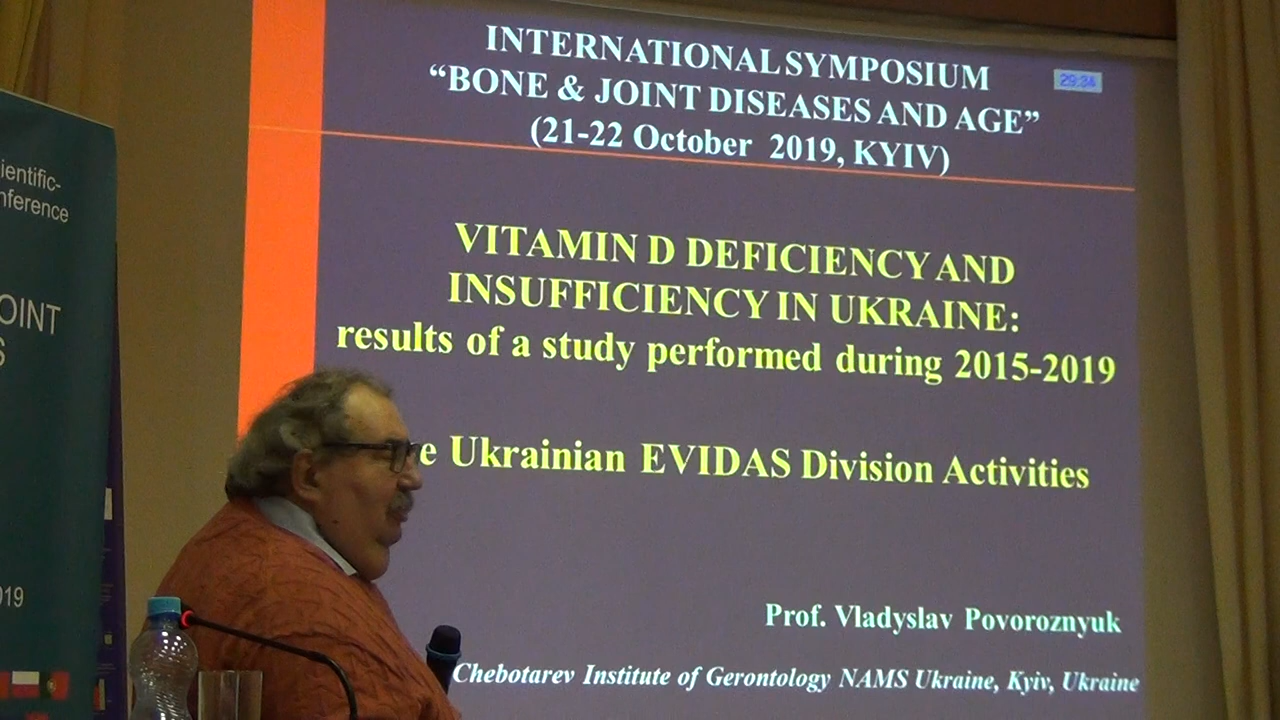 INTERNATIONAL SYMPOSIUM
“BONE & JOINT DISEASES AND AGE”
(21-22 October 2019, KYIV)
29:34
VITAMIN D DEFICIENCY AND
INSUFFICIENCY IN UKRAINE:
results of a study performed during 2015-2019
e Ukrainian EVIDAS Division Activities
Prof. Vladyslav Povoroznyuk
Chebotarev Institute of Gerontology NAMS Ukraine, Kyiv, Ukraine
ientific-
nference
OINT
S
019